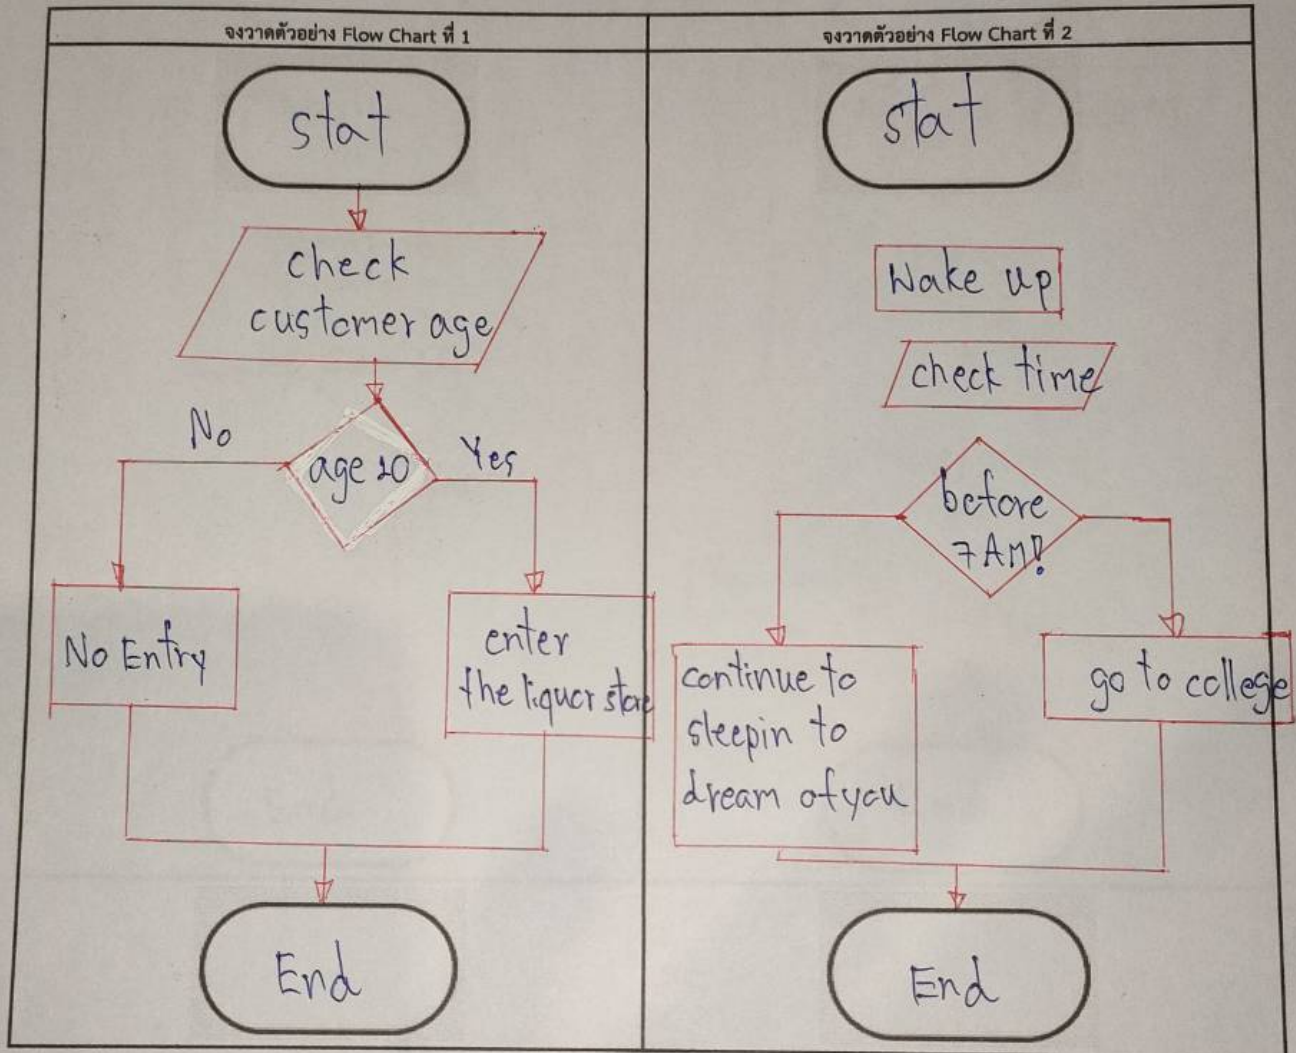 จงวาดตัวอย่าง Flow Chart ที่ 1
stat
check
customer age
No
age 20
Yes
No Entry
enter
the liquor store
End
จงวาดตัวอย่าง Flow Chart ที่ 2
stat
Wake up
check time
before
7 AM!
continue to
sleepin to
dream of you
go to college
End